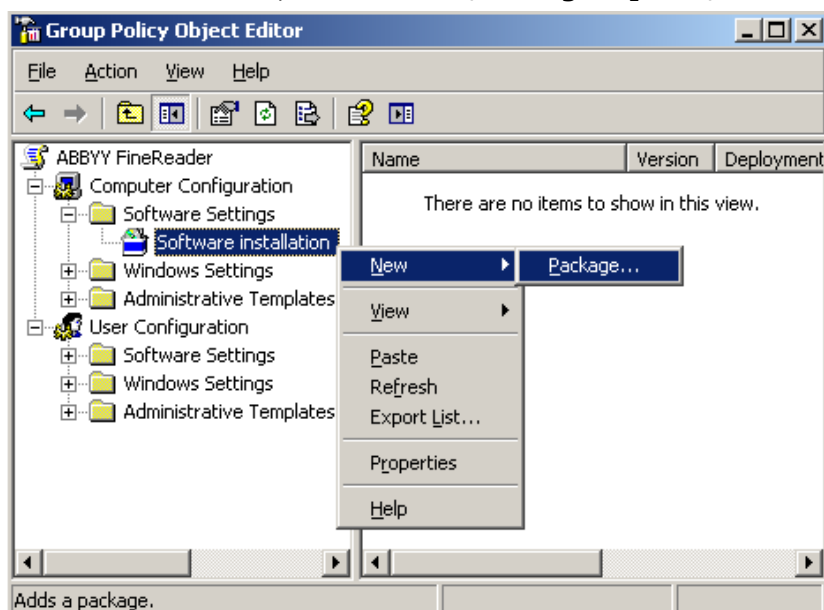 Group Policy Object Editor
File Action View Help
ABBYY FineReader
Computer Configuration
Software Settings
Software installation
Windows Settings
Administrative Templates
User Configuration
Software Settings
Windows Settings
Administrative Templates
Name Version Deployment
There are no items to show in this view.
New
Package...
View
Paste
Refresh
Export List...
Properties
Help
Adds a package.